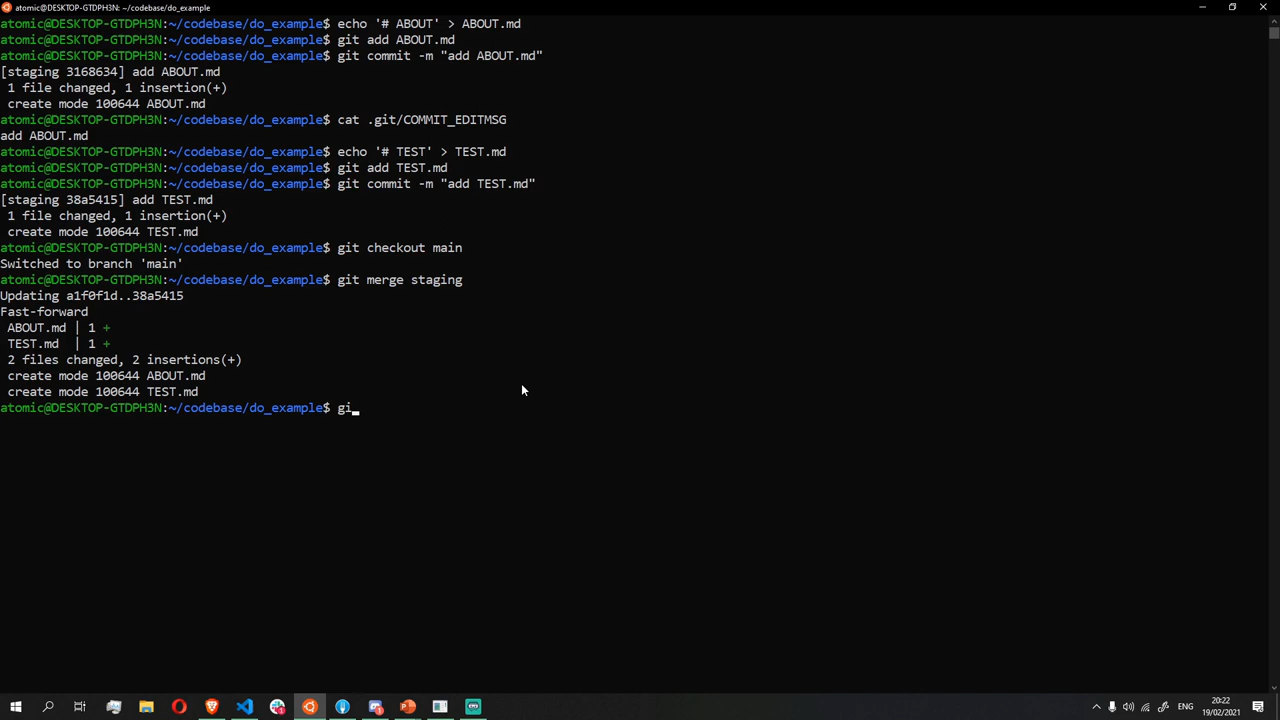 atomic@DESKTOP-GTDPH3N: ~/codebase/do_example
atomic@DESKTOP-GTDPH3N:~/codebase/do_example$ echo '# ABOUT' > ABOUT.md
atomic@DESKTOP-GTDPH3N:~/codebase/do_example$ git add ABOUT.md
atomic@DESKTOP-GTDPH3N:~/codebase/do_example$ git commit -m "add ABOUT.md"
[staging 3168634] add ABOUT.md
 1 file changed, 1 insertion(+)
 create mode 100644 ABOUT.md
atomic@DESKTOP-GTDPH3N:~/codebase/do_example$ cat .git/COMMIT_EDITMSG
add ABOUT.md
atomic@DESKTOP-GTDPH3N:~/codebase/do_example$ echo '# TEST' > TEST.md
atomic@DESKTOP-GTDPH3N:~/codebase/do_example$ git add TEST.md
atomic@DESKTOP-GTDPH3N:~/codebase/do_example$ git commit -m "add TEST.md"
[staging 38a5415] add TEST.md
 1 file changed, 1 insertion(+)
 create mode 100644 TEST.md
atomic@DESKTOP-GTDPH3N:~/codebase/do_example$ git checkout main
Switched to branch 'main'
atomic@DESKTOP-GTDPH3N:~/codebase/do_example$ git merge staging
Updating a1f0f1d..38a5415
Fast-forward
 ABOUT.md | 1 +
 TEST.md  | 1 +
 2 files changed, 2 insertions(+)
 create mode 100644 ABOUT.md
 create mode 100644 TEST.md
atomic@DESKTOP-GTDPH3N:~/codebase/do_example$ gi_
ENG
20:22
19/02/2021